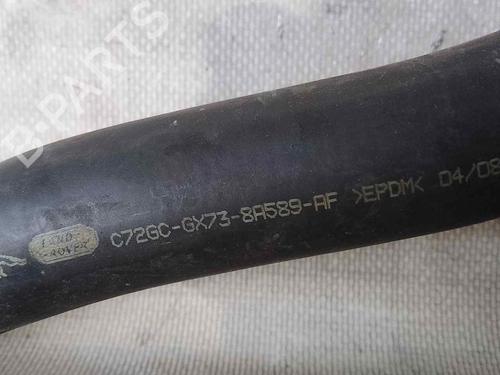 B-PARTS
LAND
ROVER
C72GC-GX73-8A589-AF >EPDM< 04/08